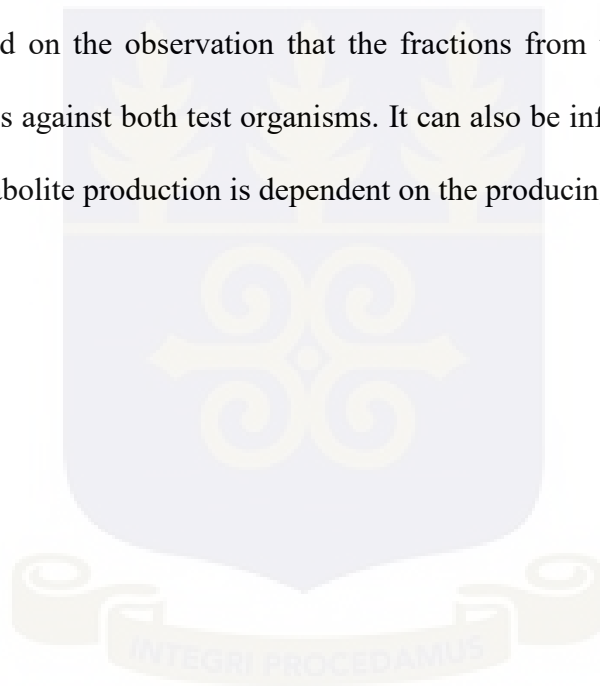 d on the observation that the fractions from
s against both test organisms. It can also be inf
bolite production is dependent on the producin
INTEGRI PROCEDAMUS